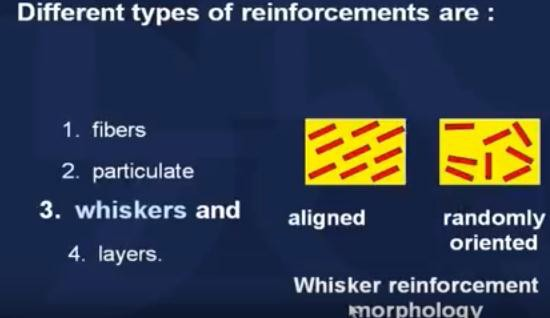 Different types of reinforcements are :
1. fibers
2. particulate
3. whiskers and
4. layers.
aligned
randomly
oriented
Whisker reinforcement
morphology